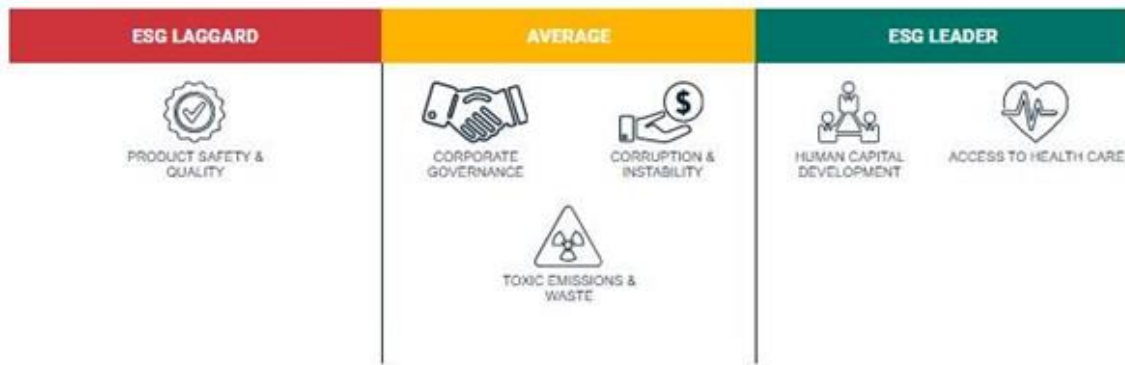 ESG LAGGARD
AVERAGE
ESG LEADER
PRODUCT SAFETY &
QUALITY
CORPORATE
GOVERNANCE
$
CORRUPTION &
INSTABILITY
HUMAN CAPITAL
DEVELOPMENT
ACCESS TO HEALTH CARE
TOXIC EMISSIONS &
WASTE